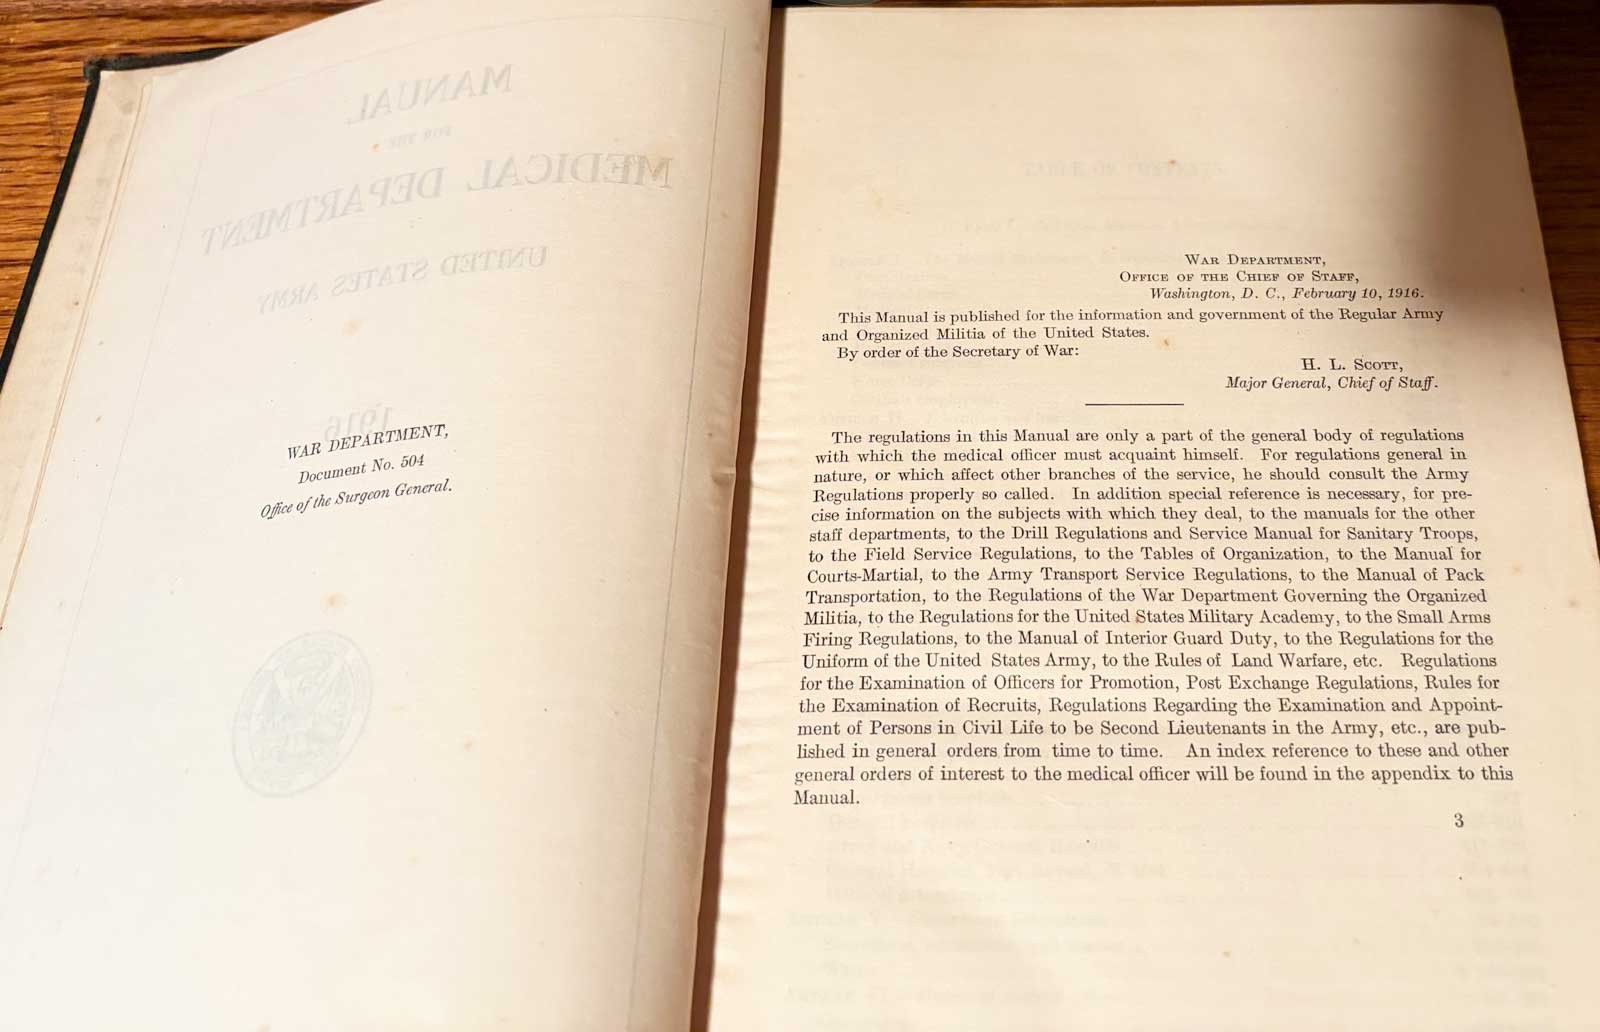 MANUAL
FOR THE
MEDICAL DEPARTMENT
UNITED STATES ARMY
1916
WAR DEPARTMENT,
Document No. 504
Office of the Surgeon General.
TABLE OF CONTENTS
WAR DEPARTMENT,
OFFICE OF THE CHIEF OF STAFF,
Washington, D. C., February 10, 1916.
This Manual is published for the information and government of the Regular Army
and Organized Militia of the United States.
By order of the Secretary of War:
H. L. SCOTT,
Major General, Chief of Staff.
The regulations in this Manual are only a part of the general body of regulations
with which the medical officer must acquaint himself. For regulations general in
nature, or which affect other branches of the service, he should consult the Army
Regulations properly so called. In addition special reference is necessary, for pre-
cise information on the subjects with which they deal, to the manuals for the other
staff departments, to the Drill Regulations and Service Manual for Sanitary Troops,
to the Field Service Regulations, to the Tables of Organization, to the Manual for
Courts-Martial, to the Army Transport Service Regulations, to the Manual of Pack
Transportation, to the Regulations of the War Department Governing the Organized
Militia, to the Regulations for the United States Military Academy, to the Small Arms
Firing Regulations, to the Manual of Interior Guard Duty, to the Regulations for the
Uniform of the United States Army, to the Rules of Land Warfare, etc. Regulations
for the Examination of Officers for Promotion, Post Exchange Regulations, Rules for
the Examination of Recruits, Regulations Regarding the Examination and Appoint-
ment of Persons in Civil Life to be Second Lieutenants in the Army, etc., are pub-
lished in general orders from time to time. An index reference to these and other
general orders of interest to the medical officer will be found in the appendix to this
Manual.
3